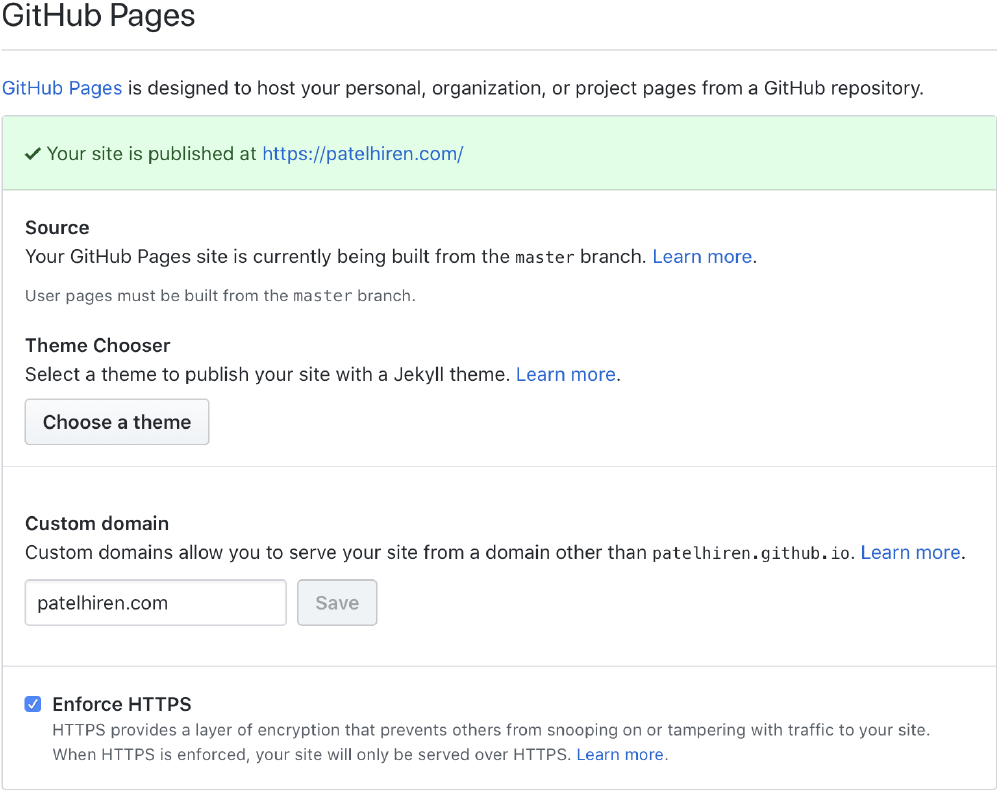 GitHub Pages
GitHub Pages is designed to host your personal, organization, or project pages from a GitHub repository.
✓ Your site is published at https://patelhiren.com/
Source
Your GitHub Pages site is currently being built from the master branch. Learn more.
User pages must be built from the master branch.
Theme Chooser
Select a theme to publish your site with a Jekyll theme. Learn more.
Choose a theme
Custom domain
Custom domains allow you to serve your site from a domain other than patelhiren.github.io. Learn more.
patelhiren.com Save
Enforce HTTPS
HTTPS provides a layer of encryption that prevents others from snooping on or tampering with traffic to your site.
When HTTPS is enforced, your site will only be served over HTTPS. Learn more.